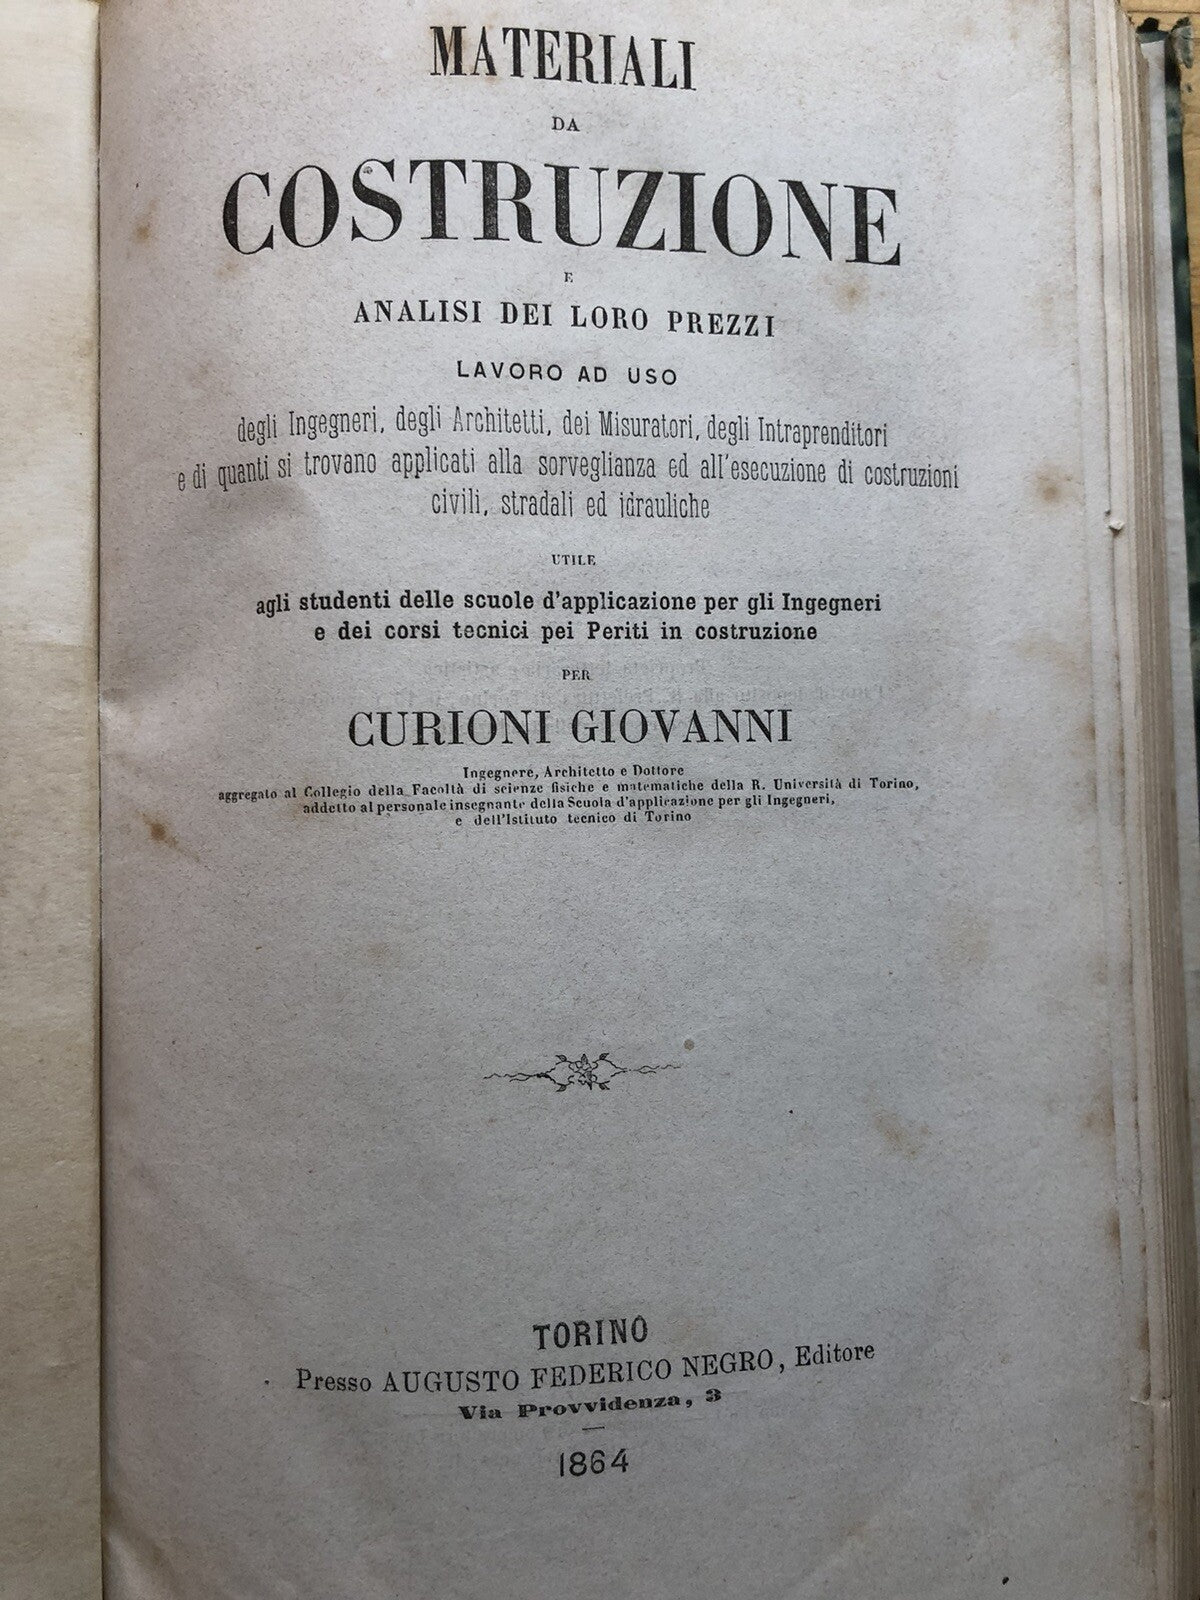 MATERIALI
DA
COSTRUZIONE
E
ANALISI DEI LORO PREZZI
LAVORO AD USO
degli Ingegneri, degli Architetti, dei Misuratori, degli Intraprenditori
e di quanti si trovano applicati alla sorveglianza ed all'esecuzione di costruzioni
civili, stradali ed idrauliche
UTILE
agli studenti delle scuole d'applicazione per gli Ingegneri
e dei corsi tecnici pei Periti in costruzione
PER
CURIONI GIOVANNI
Ingegnere, Architetto e Dottore
aggregato al Collegio della Facoltà di scienze fisiche e matematiche della R. Università di Torino,
addetto al personale insegnante della Scuola d'applicazione per gli Ingegneri,
e dell'Istituto tecnico di Torino
TORINO
Presso AUGUSTO FEDERICO NEGRO, Editore
Via Provvidenza, 3
1864